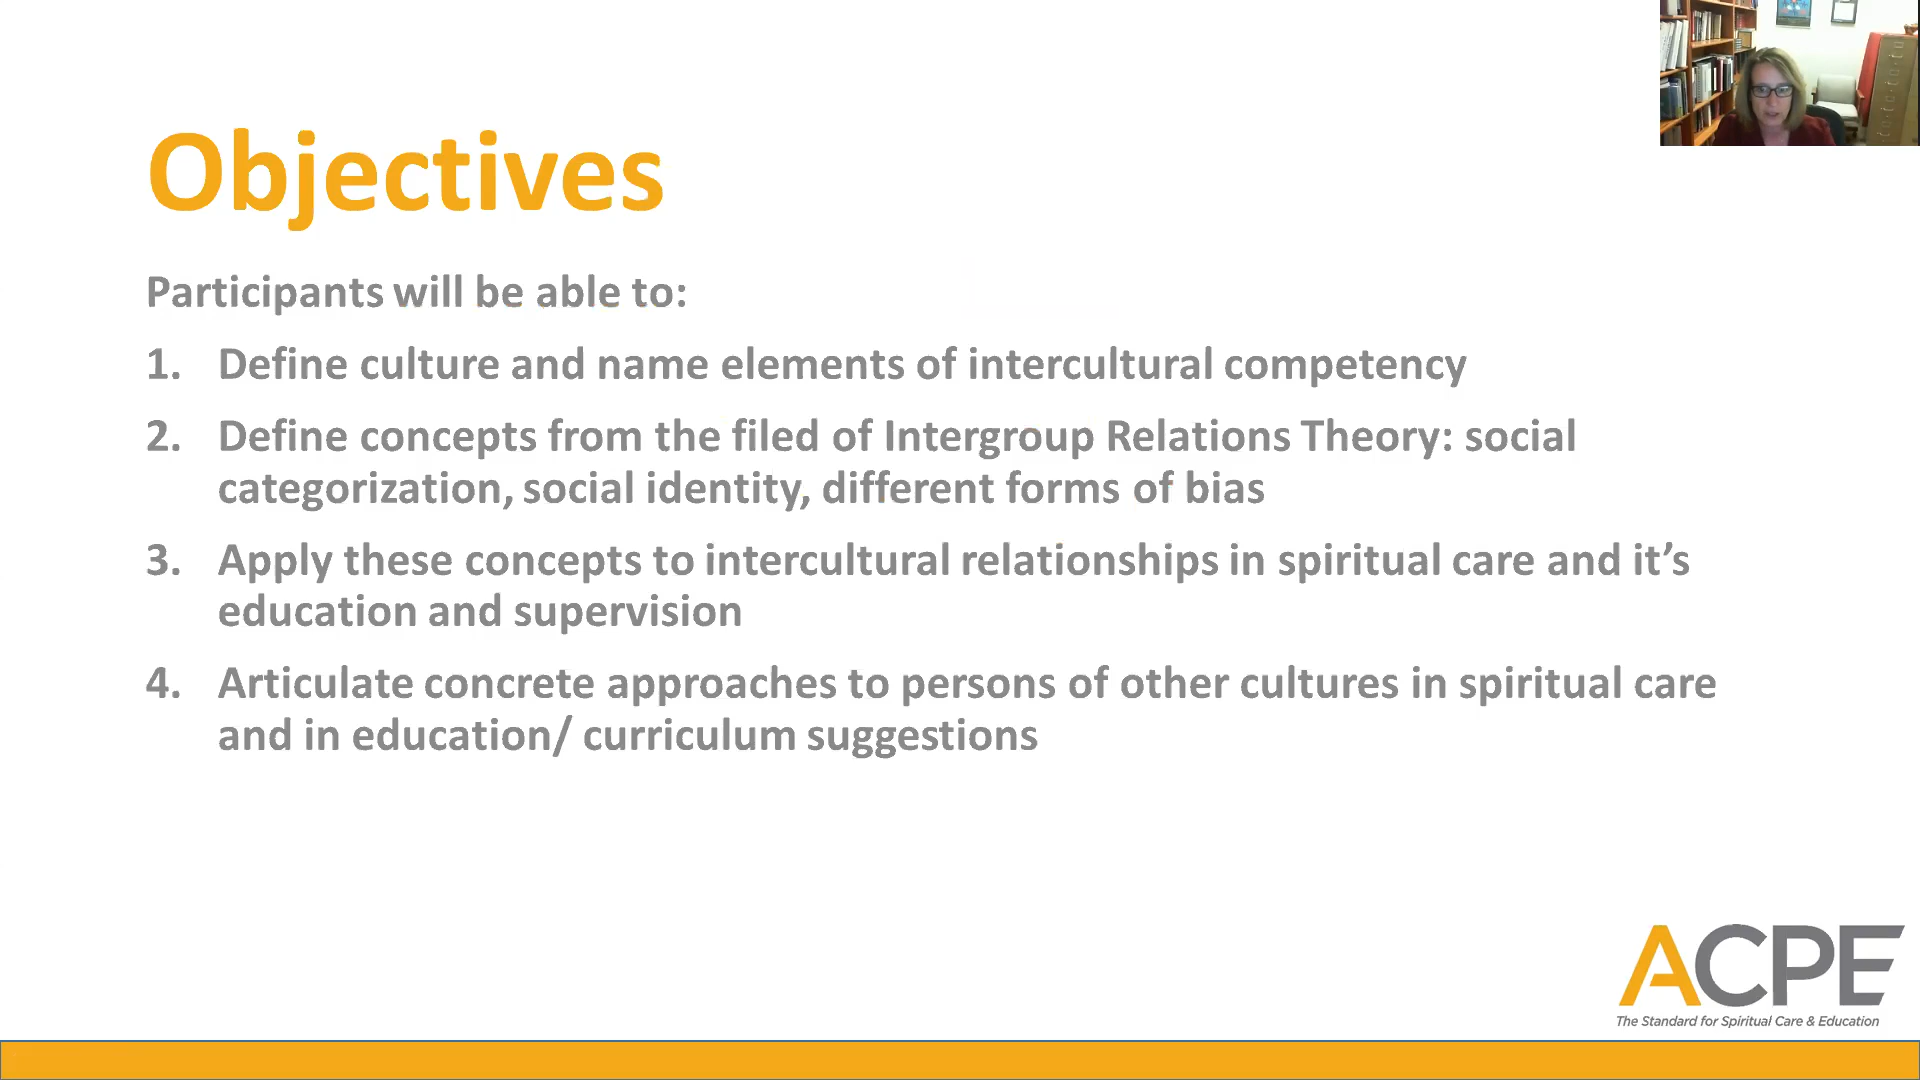 Objectives
Participants will be able to:
1. Define culture and name elements of intercultural competency
2. Define concepts from the filed of Intergroup Relations Theory: social
categorization, social identity, different forms of bias
3. Apply these concepts to intercultural relationships in spiritual care and it’s
education and supervision
4. Articulate concrete approaches to persons of other cultures in spiritual care
and in education/ curriculum suggestions
ACPE
The Standard for Spiritual Care & Education